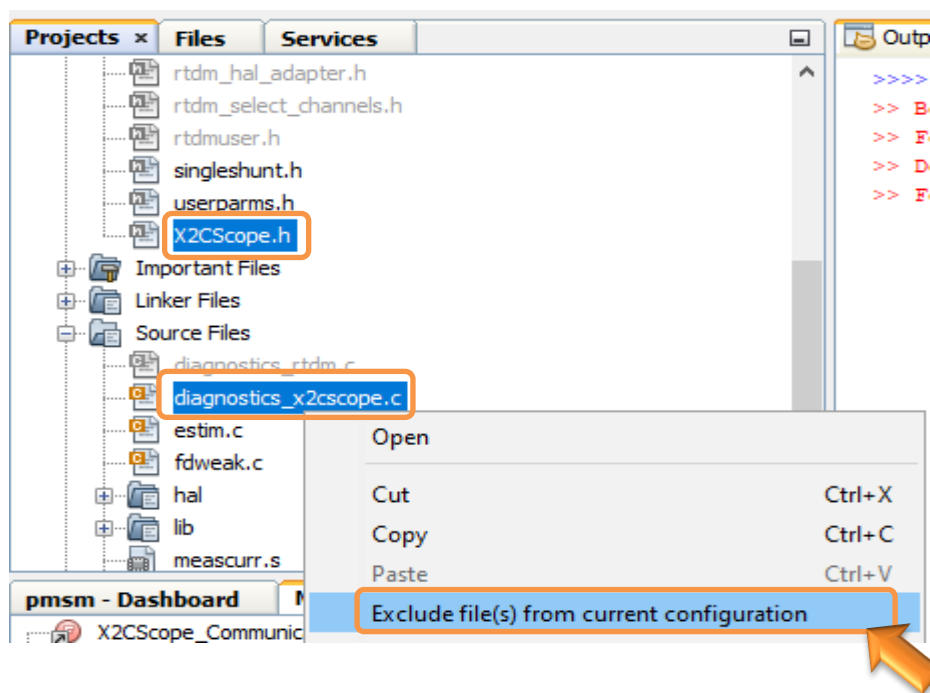 Projects × Files Services
Outp
rtdm_hal_adapter.h
>>>>
rtdm_select_channels.h
>>
rtdmuser.h
>>
singleshunt.h
>>
userparms.h
>>
X2CScope.h
Important Files
Linker Files
Source Files
diagnostics_rtdm.c
diagnostics_x2cscope.c
estim.c
Open
fdweak.c
hal
Cut Ctrl+X
lib
Copy Ctrl+C
meascurr.s
Paste Ctrl+V
pmsm - Dashboard
Exclude file(s) from current configuration
X2CScope_Communic